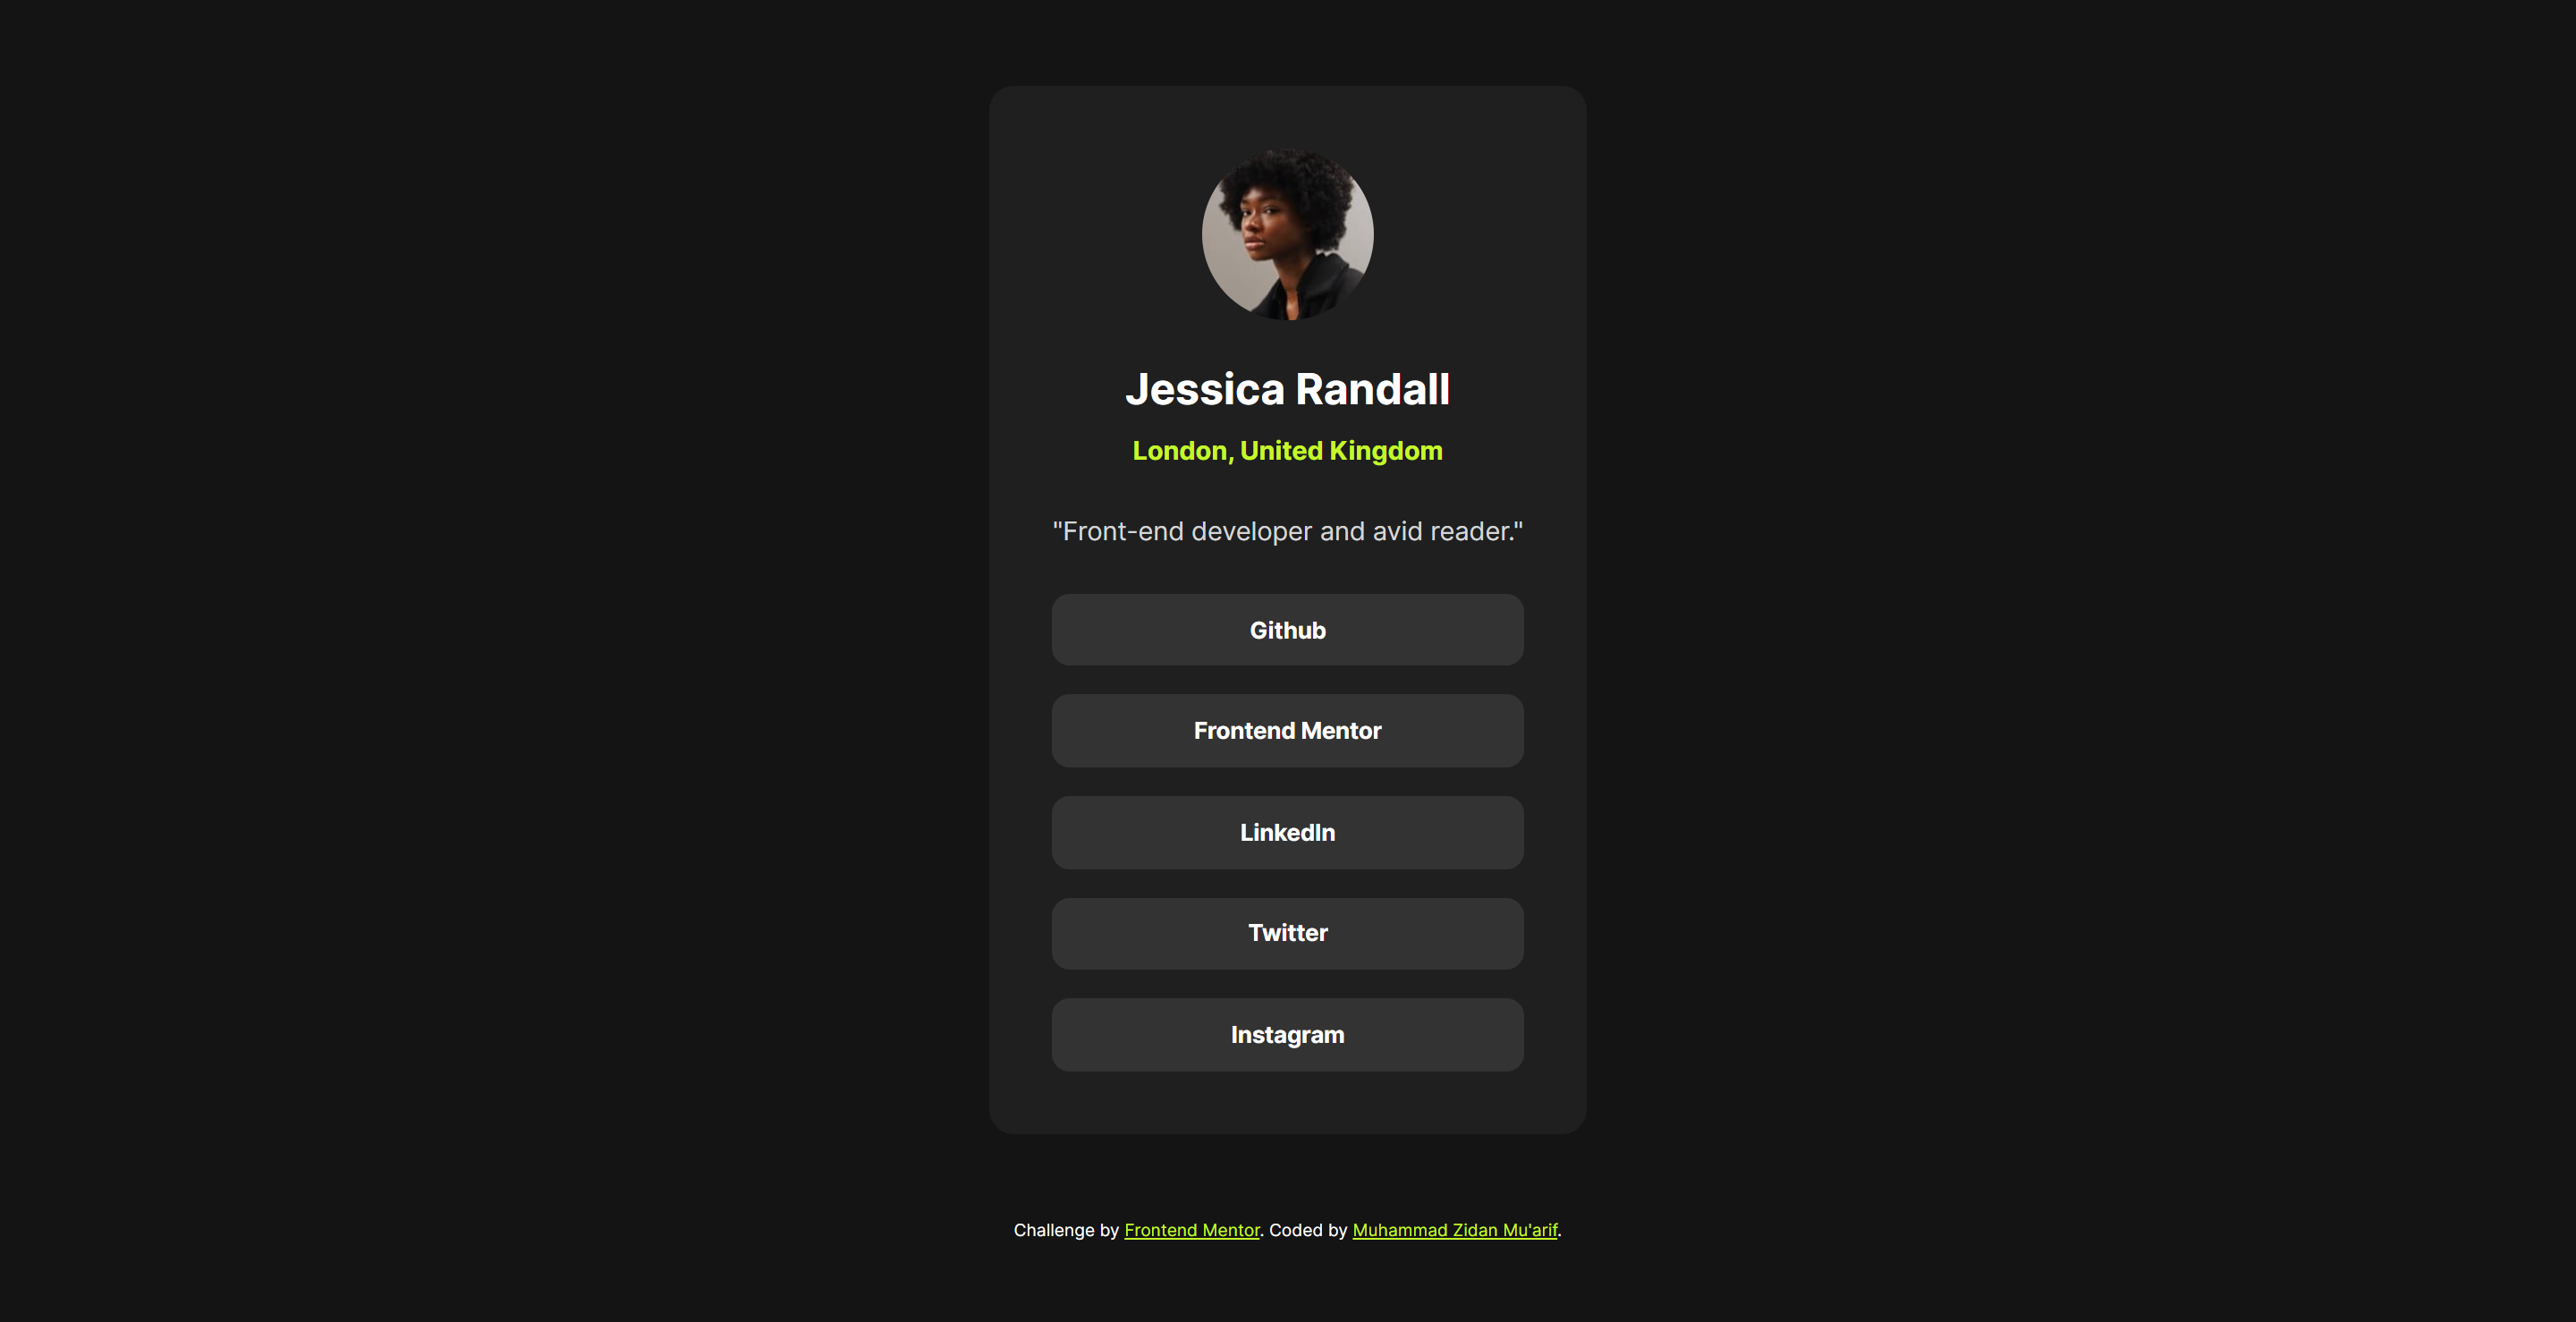 Jessica Randall
London, United Kingdom
"Front-end developer and avid reader."
Github
Frontend Mentor
LinkedIn
Twitter
Instagram
Challenge by Frontend Mentor. Coded by Muhammad Zidan Mu'arif.